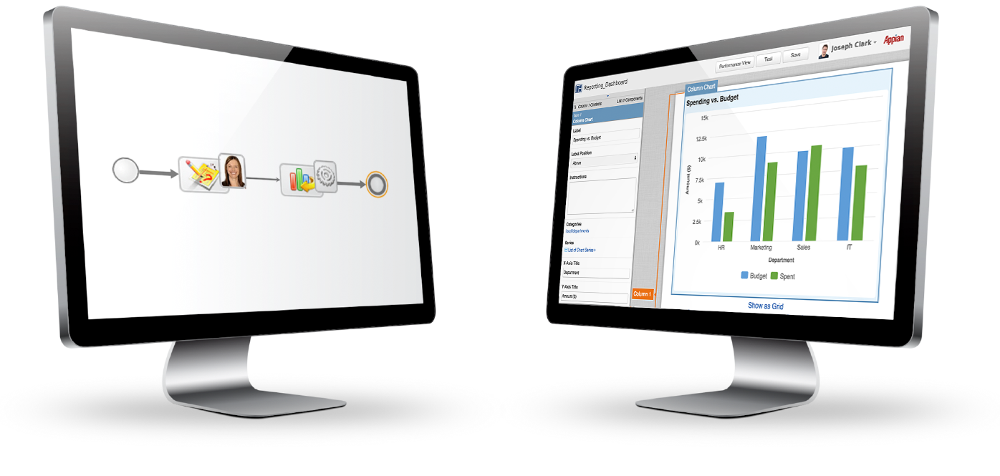 Reporting_Dashboard
Performance View
Test
Save
Joseph Clark
Appian
Column 1 Contents
List of Components
Item 1
Column Chart
Label
Spending vs. Budget
Label Position
Above
Instructions
Categories
local!departments
Series
List of Chart Series
X-Axis Title
Department
Y-Axis Title
Amount ($)
Column 1
Column Chart
Spending vs. Budget
15k
12.5k
10k
7.5k
5k
2.5k
0k
Amount ($)
HR Marketing Sales IT
Department
Budget Spent
Show as Grid